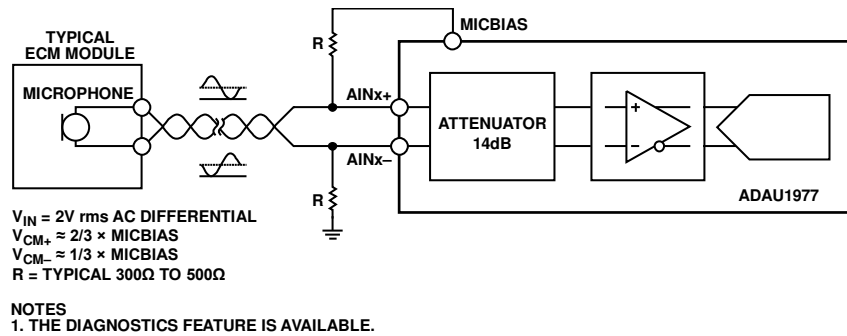 TYPICAL
ECM MODULE
MICROPHONE
R
MICBIAS
AINx+
AINx–
R
ATTENUATOR
14dB
+
–
ADAU1977
VIN = 2V rms AC DIFFERENTIAL
VCM+ ≈ 2/3 × MICBIAS
VCM– ≈ 1/3 × MICBIAS
R = TYPICAL 300Ω TO 500Ω
NOTES
1. THE DIAGNOSTICS FEATURE IS AVAILABLE.